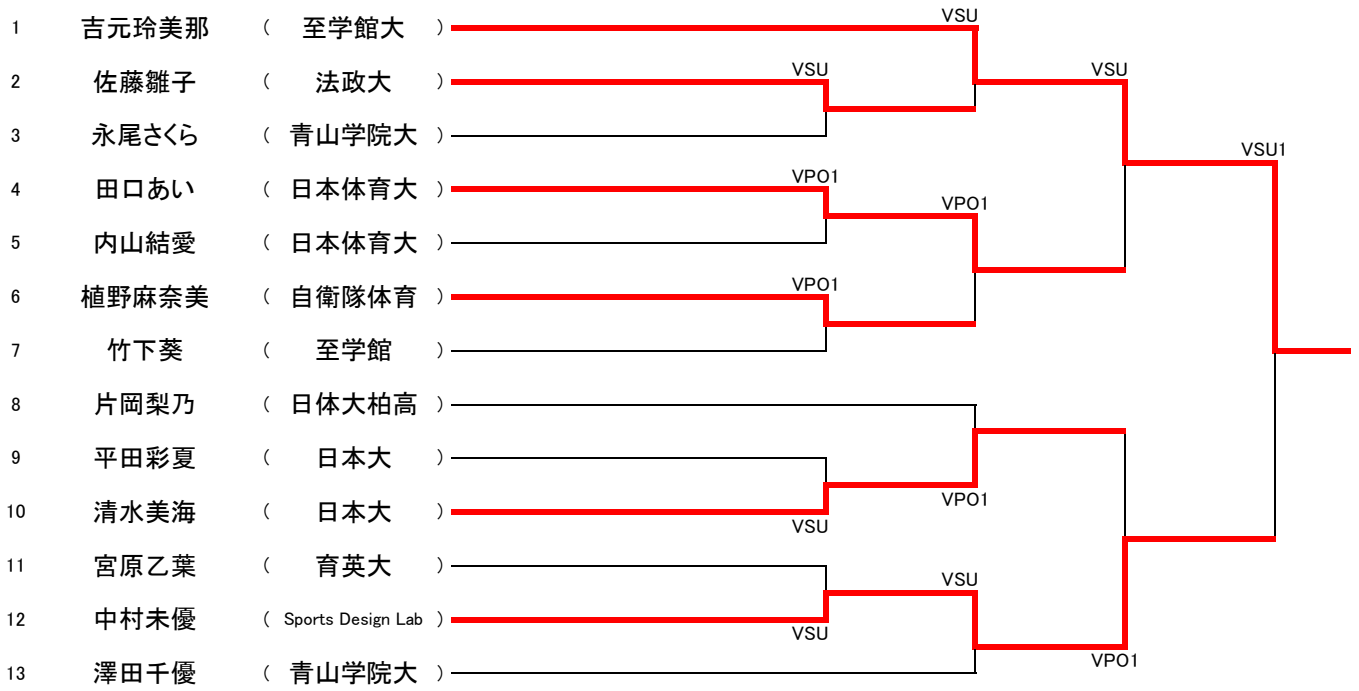 VSU
1 吉元玲美那 ( 至学館大 )
VSU VSU
2 佐藤雛子 ( 法政大 )
3 永尾さくら ( 青山学院大 )
VSU1
VPO1
4 田口あい ( 日本体育大 )
VPO1
5 内山結愛 ( 日本体育大 )
VPO1
6 植野麻奈美 ( 自衛隊体育 )
7 竹下葵 ( 至学館 )
8 片岡梨乃 ( 日体大柏高 )
9 平田彩夏 ( 日本大 )
VPO1
10 清水美海 ( 日本大 )
VSU
11 宮原乙葉 ( 育英大 )
VSU
12 中村未優 ( Sports Design Lab )
VSU
VPO1
13 澤田千優 ( 青山学院大 )